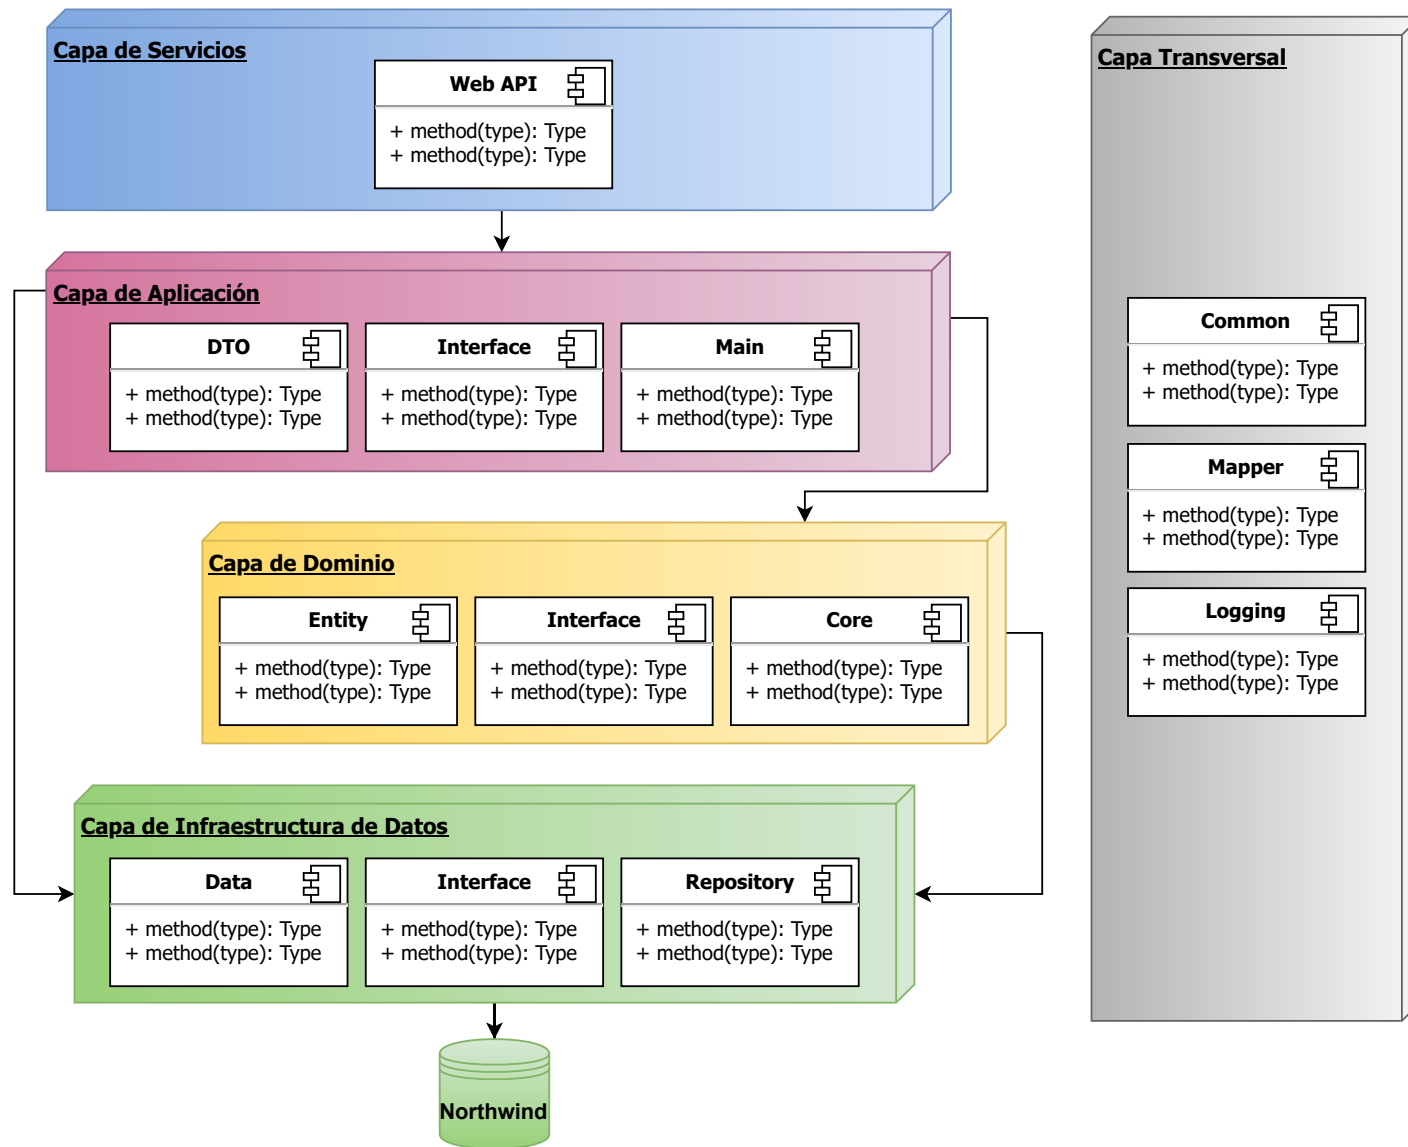 Capa de Servicios
Web API
+ method(type): Type
+ method(type): Type
Capa de Aplicación
DTO
+ method(type): Type
+ method(type): Type
Interface
+ method(type): Type
+ method(type): Type
Main
+ method(type): Type
+ method(type): Type
Capa de Dominio
Entity
+ method(type): Type
+ method(type): Type
Interface
+ method(type): Type
+ method(type): Type
Core
+ method(type): Type
+ method(type): Type
Capa de Infraestructura de Datos
Data
+ method(type): Type
+ method(type): Type
Interface
+ method(type): Type
+ method(type): Type
Repository
+ method(type): Type
+ method(type): Type
Northwind
Capa Transversal
Common
+ method(type): Type
+ method(type): Type
Mapper
+ method(type): Type
+ method(type): Type
Logging
+ method(type): Type
+ method(type): Type